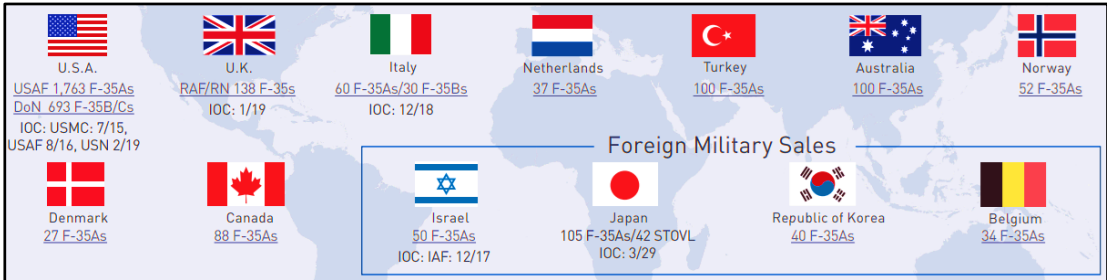 U.S.A.
USAF 1,763 F-35As
DoN 693 F-35B/Cs
IOC: USMC: 7/15,
USAF 8/16, USN 2/19
U.K.
RAF/RN 138 F-35s
IOC: 1/19
Italy
60 F-35As/30 F-35Bs
IOC: 12/18
Netherlands
37 F-35As
Turkey
100 F-35As
Australia
100 F-35As
Norway
52 F-35As
Denmark
27 F-35As
Canada
88 F-35As
Foreign Military Sales
Israel
50 F-35As
IOC: IAF: 12/17
Japan
105 F-35As/42 STOVL
IOC: 3/29
Republic of Korea
40 F-35As
Belgium
34 F-35As